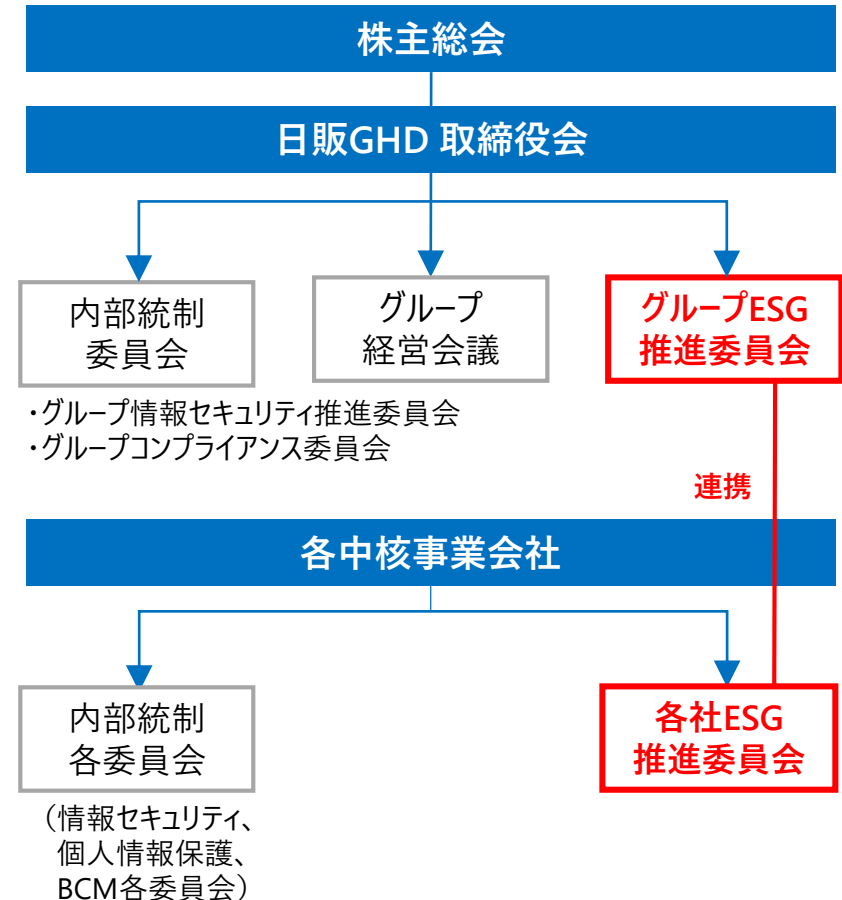 株主総会
日販GHD 取締役会
内部統制
委員会
グループ
経営会議
グループESG
推進委員会
・グループ情報セキュリティ推進委員会
・グループコンプライアンス委員会
連携
各中核事業会社
内部統制
各委員会
各社ESG
推進委員会
（情報セキュリティ、
個人情報保護、
BCM各委員会）